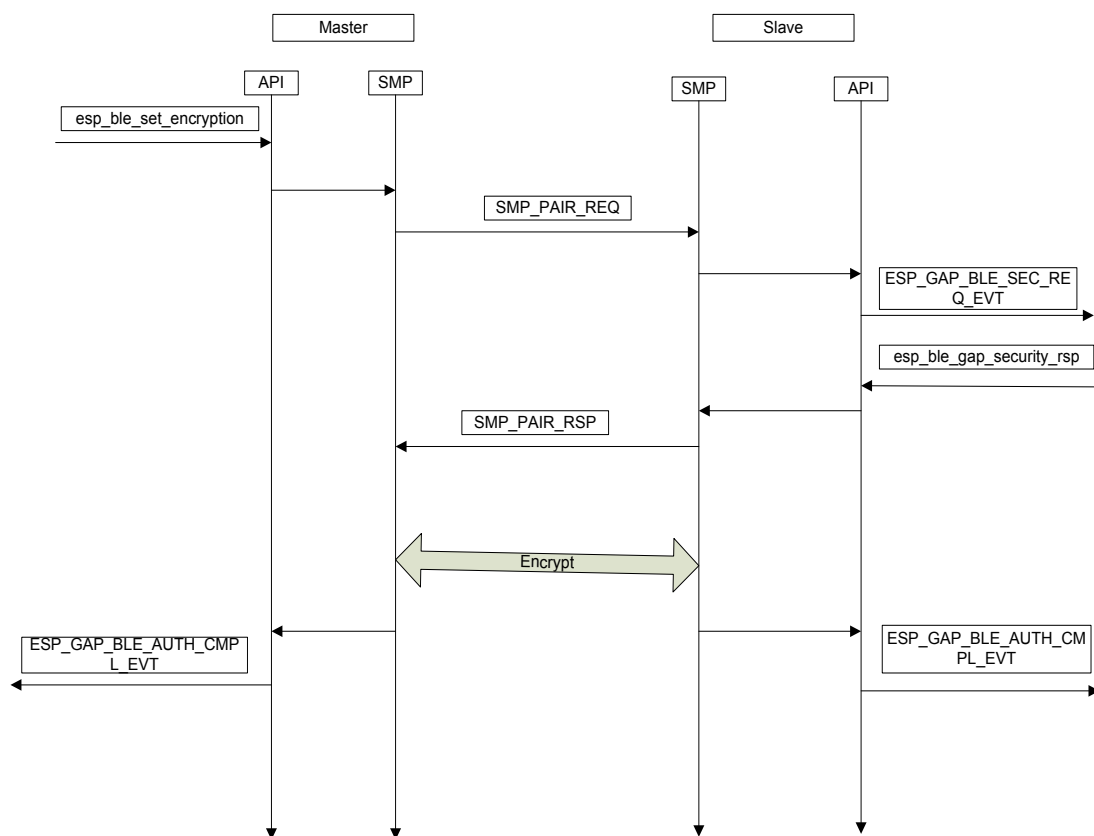 Master
Slave
API
SMP
SMP
API
esp_ble_set_encryption
SMP_PAIR_REQ
ESP_GAP_BLE_SEC_RE
Q_EVT
esp_ble_gap_security_rsp
SMP_PAIR_RSP
Encrypt
ESP_GAP_BLE_AUTH_CMP
L_EVT
ESP_GAP_BLE_AUTH_CM
PL_EVT